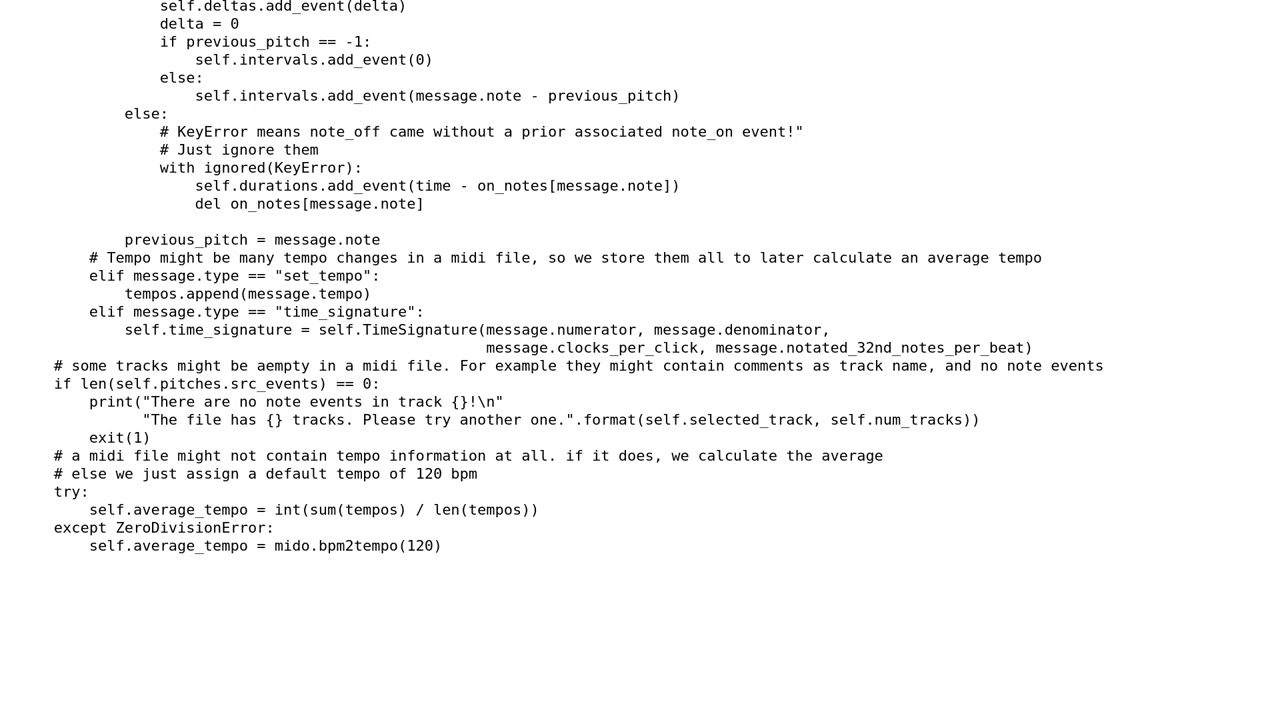 self.deltas.add_event(delta)
delta = 0
if previous_pitch == -1:
self.intervals.add_event(0)
else:
self.intervals.add_event(message.note - previous_pitch)
else:
# KeyError means note_off came without a prior associated note_on event!"
# Just ignore them
with ignored(KeyError):
self.durations.add_event(time - on_notes[message.note])
del on_notes[message.note]
previous_pitch = message.note
# Tempo might be many tempo changes in a midi file, so we store them all to later calculate an average tempo
elif message.type == "set_tempo":
tempos.append(message.tempo)
elif message.type == "time_signature":
self.time_signature = self.TimeSignature(message.numerator, message.denominator,
message.clocks_per_click, message.notated_32nd_notes_per_beat)
# some tracks might be aempty in a midi file. For example they might contain comments as track name, and no note events
if len(self.pitches.src_events) == 0:
print("There are no note events in track {}!\n"
"The file has {} tracks. Please try another one.".format(self.selected_track, self.num_tracks))
exit(1)
# a midi file might not contain tempo information at all. if it does, we calculate the average
# else we just assign a default tempo of 120 bpm
try:
self.average_tempo = int(sum(tempos) / len(tempos))
except ZeroDivisionError:
self.average_tempo = mido.bpm2tempo(120)